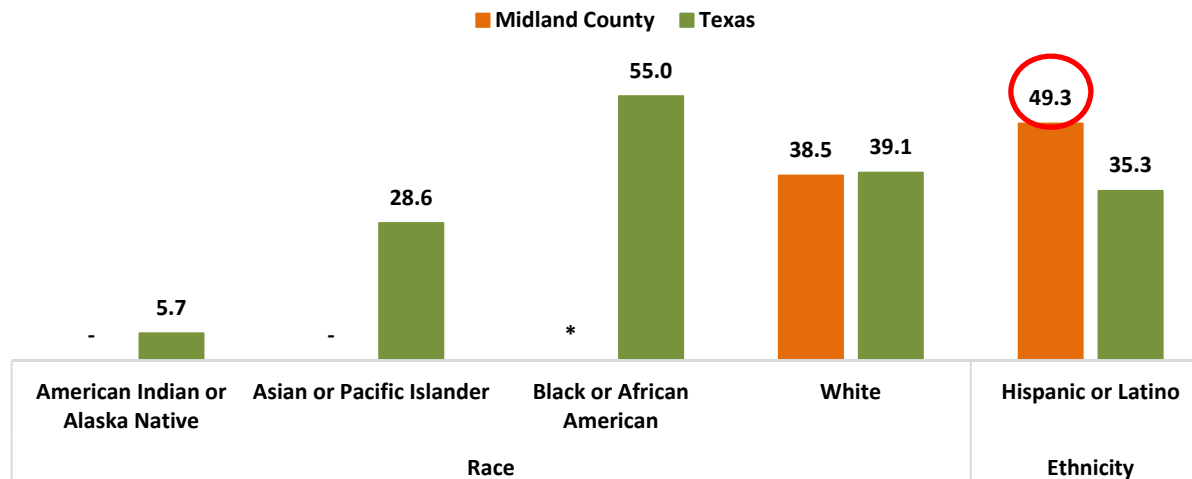 Midland County Texas
55.0
49.3
38.5 39.1
35.3
28.6
5.7
- - *
American Indian or Asian or Pacific Islander Black or African White Hispanic or Latino
Alaska Native American
Race Ethnicity